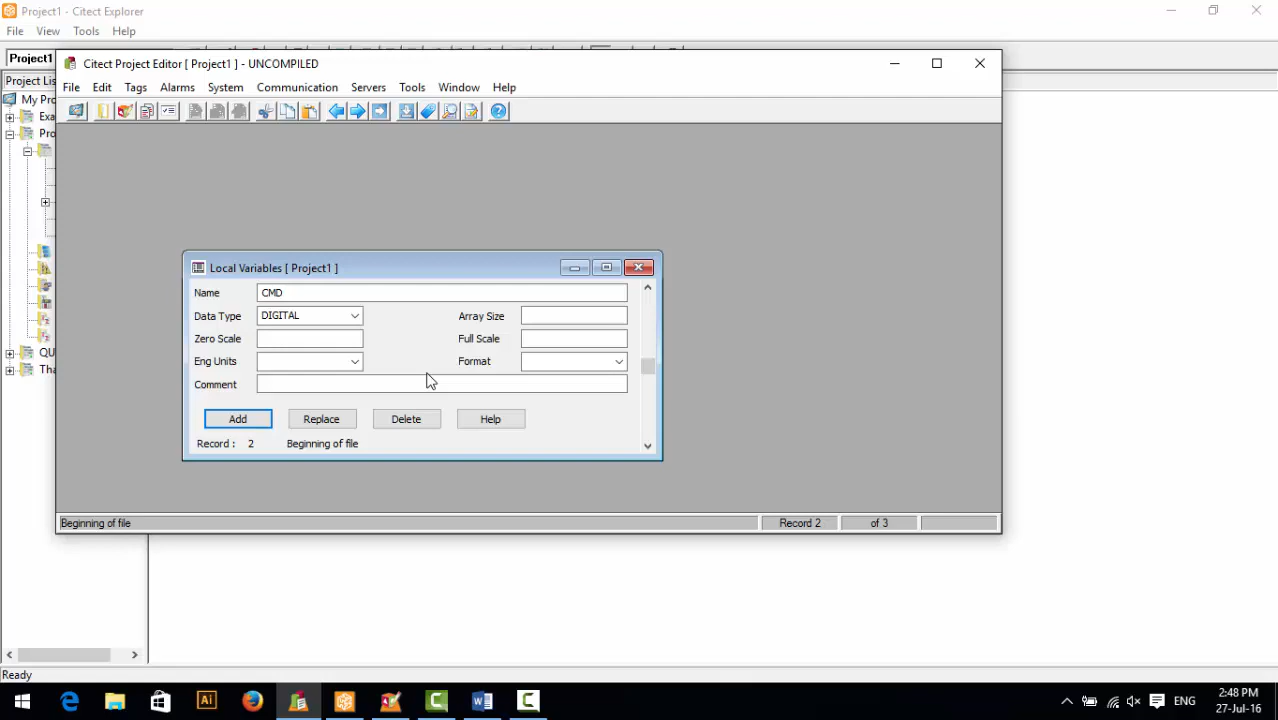 Project1 - Citect Explorer
File View Tools Help
Project1
Citect Project Editor [ Project1 ] - UNCOMPILED
File Edit Tags Alarms System Communication Servers Tools Window Help
Project Lis
My Pro
Exa
Pro
QU
Tha
Local Variables [ Project1 ]
Name CMD
Data Type DIGITAL Array Size
Zero Scale Full Scale
Eng Units Format
Comment
Add Replace Delete Help
Record : 2 Beginning of file
Beginning of file Record 2 of 3
Ready
Ai
W
C
C
ENG
2:48 PM
27-Jul-16